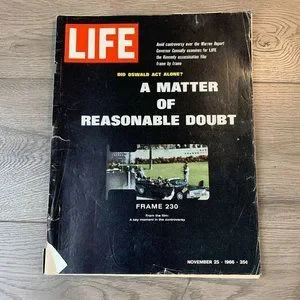 LIFE
Amid controversy over the Warren Report
Governor Connally examines for LIFE
the Kennedy assassination film
frame by frame
DID OSWALD ACT ALONE?
A MATTER
OF
REASONABLE DOUBT
FRAME 230
From the film:
A key moment in the controversy
NOVEMBER 25 · 1966 · 35¢